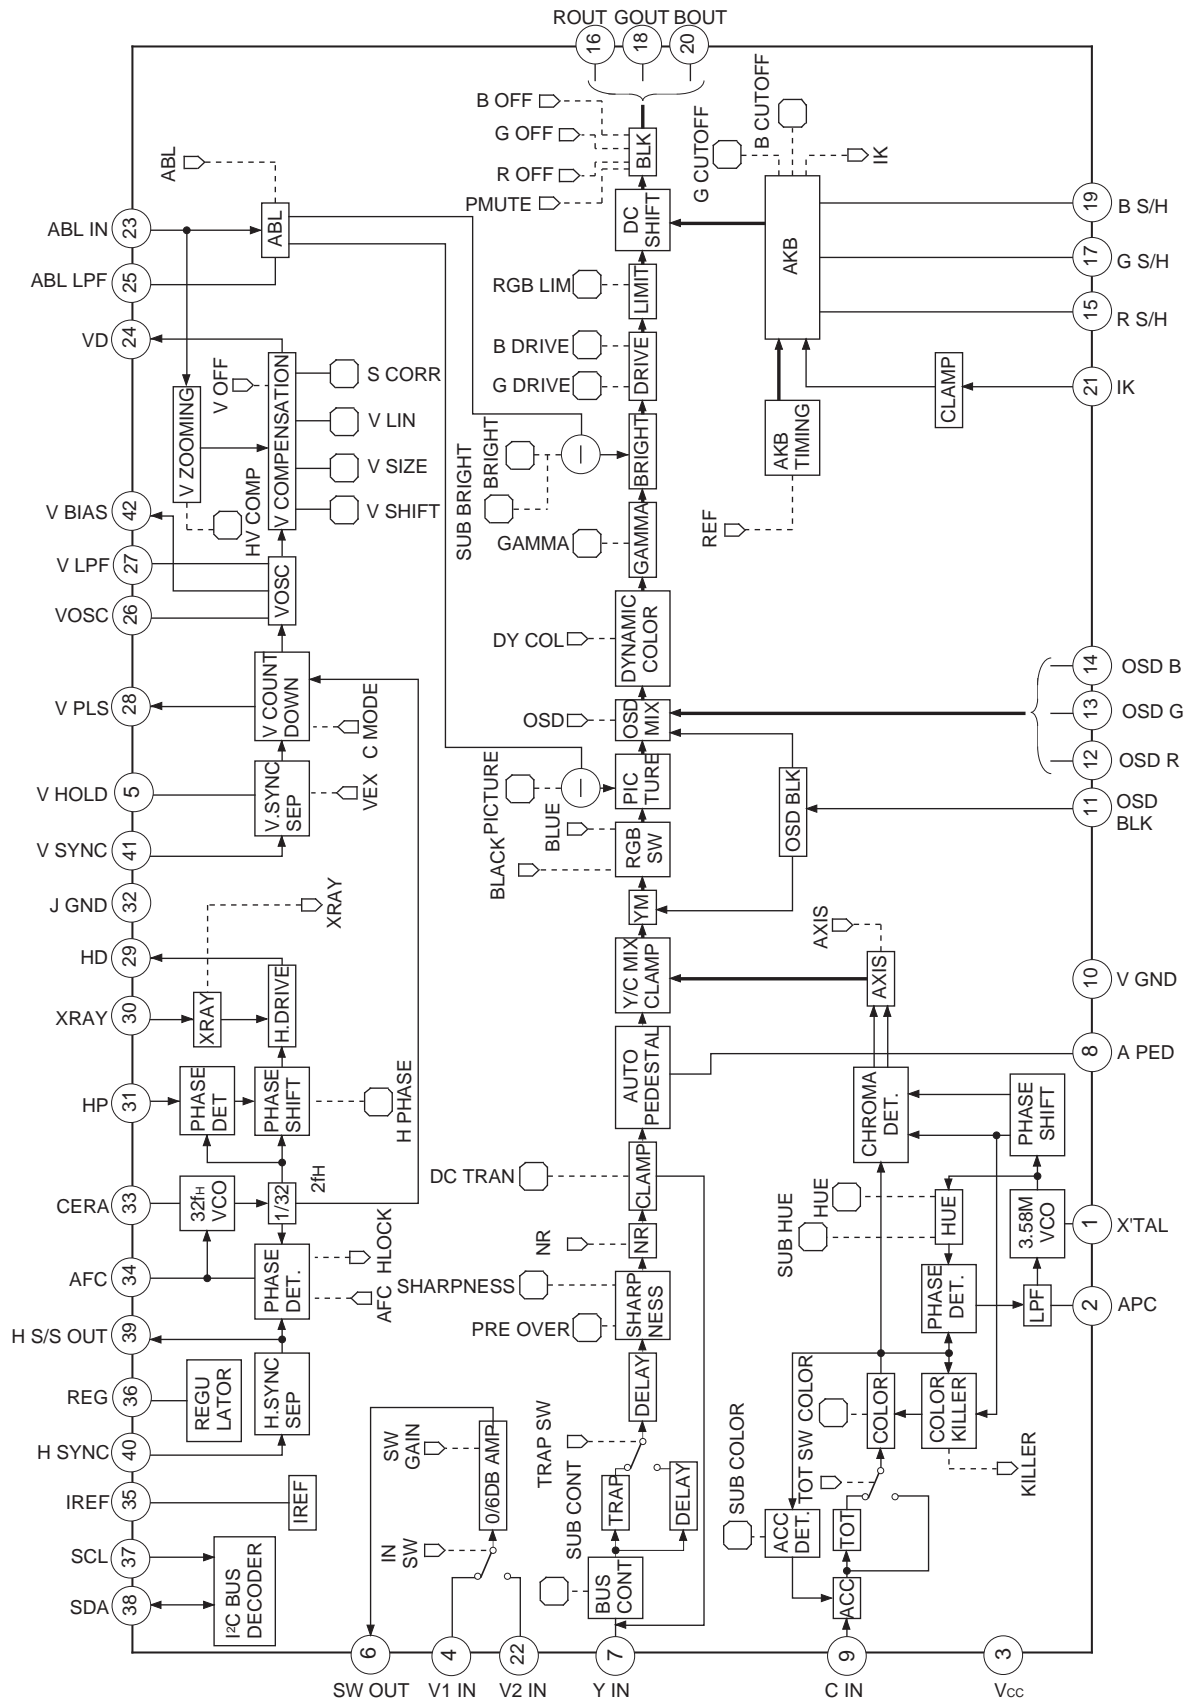 ROUT GOUT BOUT
16
18
20
B OFF
G OFF
R OFF
PMUTE
BLK
G CUTOFF
B CUTOFF
IK
ABL
ABL IN
23
ABL
ABL LPF
25
VD
24
DC
SHIFT
AKB
19
B S/H
17
G S/H
15
R S/H
RGB LIM
LIMIT
B DRIVE
G DRIVE
DRIVE
CLAMP
21
IK
V OFF
V ZOOMING
V COMPENSATION
S CORR
V LIN
V SIZE
V SHIFT
HV COMP
SUB BRIGHT
BRIGHT
BRIGHT
AKB
TIMING
REF
V BIAS
42
V LPF
27
VOSC
26
VOSC
GAMMA
GAMMA
DY COL
DYNAMIC
COLOR
14
OSD B
13
OSD G
12
OSD R
V PLS
28
V COUNT
DOWN
C MODE
OSD
OSD
MIX
V HOLD
5
V.SYNC
SEP
VEX
PICTURE
PIC
TURE
OSD BLK
11
OSD
BLK
V SYNC
41
BLACK
BLUE
RGB
SW
J GND
32
XRAY
YM
AXIS
HD
29
Y/C MIX
CLAMP
AXIS
10
V GND
XRAY
30
XRAY
H.DRIVE
AUTO
PEDESTAL
8
A PED
HP
31
PHASE
DET
PHASE
SHIFT
H PHASE
CHROMA
DET.
PHASE
SHIFT
2fH
DC TRAN
CLAMP
CERA
33
32fH
VCO
1/32
SUB HUE
HUE
HUE
3.58M
VCO
1
X'TAL
NR
NR
AFC
34
PHASE
DET.
HLOCK
AFC
SHARPNESS
PRE OVER
SHARP
NESS
PHASE
DET.
LPF
2
APC
H S/S OUT
39
REG
36
REGU
LATOR
H.SYNC
SEP
DELAY
H SYNC
40
SW
GAIN
0/6DB AMP
TRAP SW
SUB COLOR
TOT SW
COLOR
COLOR
COLOR
KILLER
KILLER
IREF
35
IREF
IN
SW
SUB CONT
TRAP
DELAY
ACC
DET.
TOT
SCL
37
SDA
38
I²C BUS
DECODER
BUS
CONT
ACC
6
4
22
7
9
3
SW OUT
V1 IN
V2 IN
Y IN
C IN
Vcc